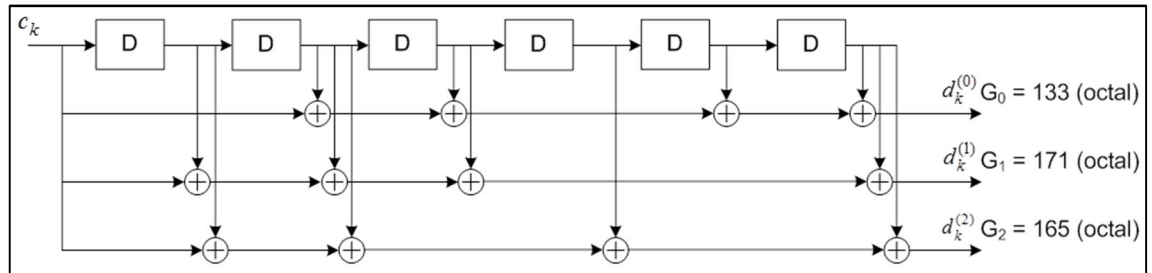 c_k
D D D D D D
d_k^{(0)} G_0 = 133 (octal)
d_k^{(1)} G_1 = 171 (octal)
d_k^{(2)} G_2 = 165 (octal)